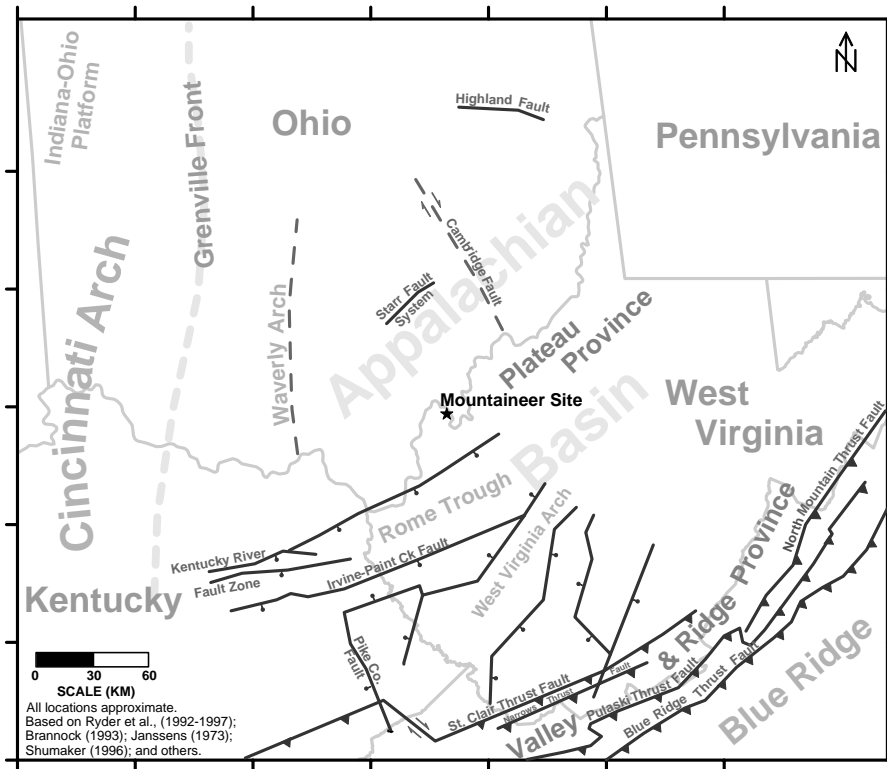 Indiana-Ohio
Platform
Grenville Front
Ohio
Highland Fault
N
Pennsylvania
Cincinnati Arch
Waverly Arch
Starr Fault
System
Cambridge Fault
Appalachian
Basin
Plateau
Province
Mountaineer Site
West
Virginia
Rome Trough
Kentucky River
Fault Zone
Irvine-Paint Ck Fault
West Virginia Arch
North Mountain Thrust Fault
Kentucky
Pike Co.
Fault
St. Clair Thrust Fault
Narrows Thrust Fault
Valley & Ridge Province
Pulaski Thrust Fault
Blue Ridge Thrust Fault
Blue Ridge
0 30 60
SCALE (KM)
All locations approximate.
Based on Ryder et al., (1992-1997);
Brannock (1993); Janssens (1973);
Shumaker (1996); and others.